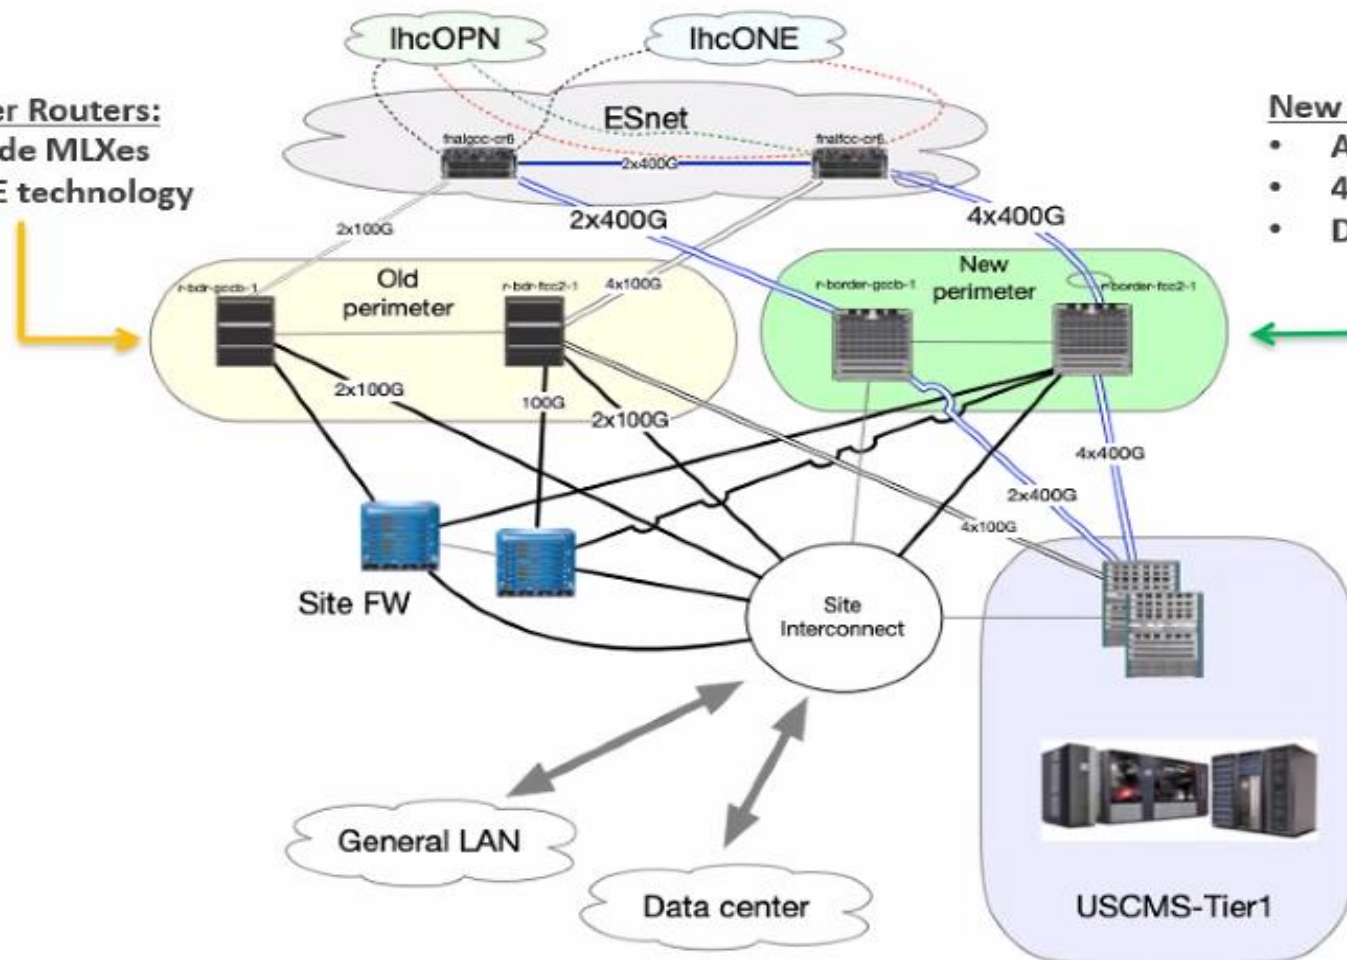 lhcOPN
lhcONE
er Routers:
de MLXes
E technology
New
• A
• 4
• D
ESnet
fnalgcc-cr6
fnalfcc-cr6
2x400G
2x400G
4x400G
2x100G
4x100G
Old
perimeter
r-bdr-gccb-1
r-bdr-fcc2-1
New
perimeter
r-border-gccb-1
r-border-fcc2-1
2x100G
100G
2x100G
4x400G
2x400G
4x100G
Site FW
Site
Interconnect
General LAN
Data center
USCMS-Tier1